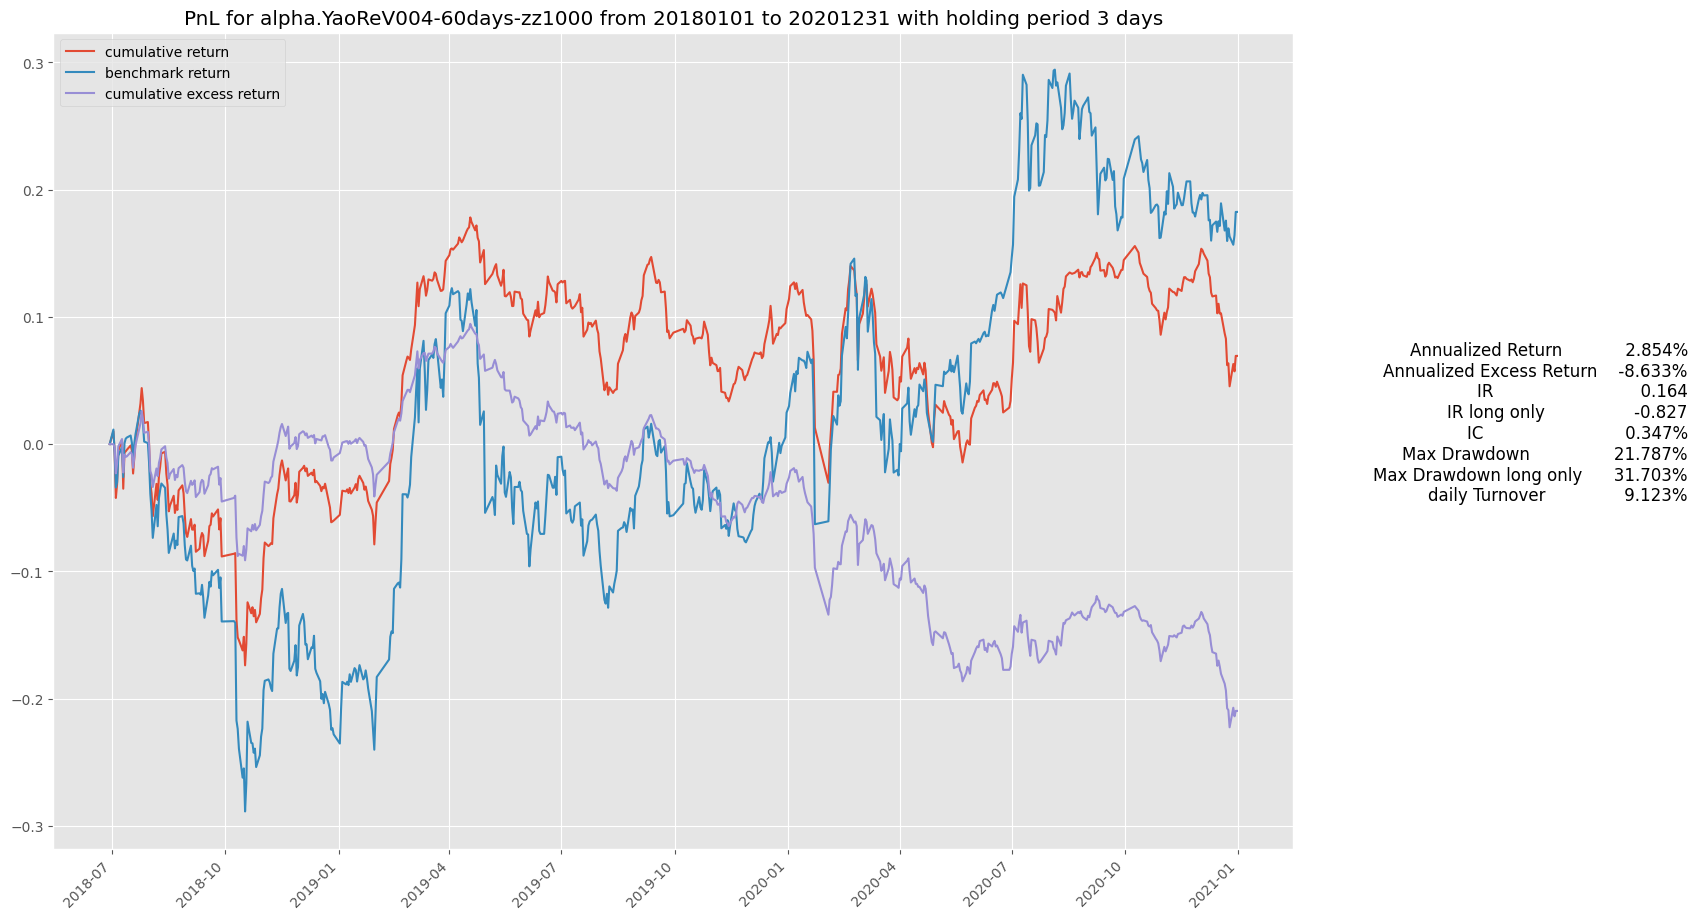 PnL for alpha.YaoReV004-60days-zz1000 from 20180101 to 20201231 with holding period 3 days
cumulative return
benchmark return
cumulative excess return
0.3
0.2
0.1
0.0
−0.1
−0.2
−0.3
2018-07
2018-10
2019-01
2019-04
2019-07
2019-10
2020-01
2020-04
2020-07
2020-10
2021-01
Annualized Return 2.854%
Annualized Excess Return -8.633%
IR 0.164
IR long only -0.827
IC 0.347%
Max Drawdown 21.787%
Max Drawdown long only 31.703%
daily Turnover 9.123%